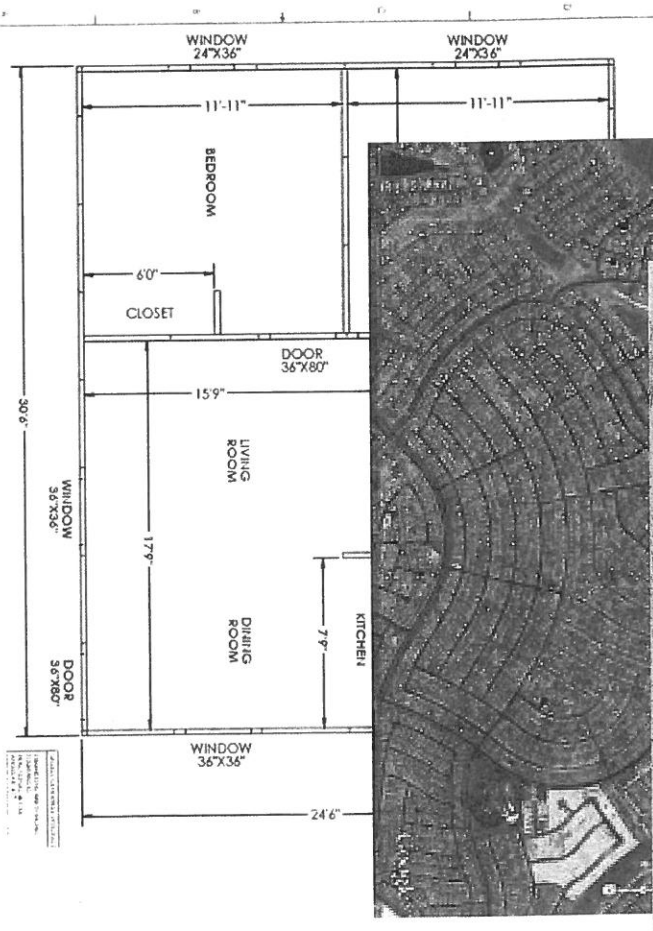 WINDOW
24"X36"
WINDOW
24"X36"
11'-11"
11'-11"
BEDROOM
6'0"
CLOSET
DOOR
36"X80"
15'9"
30'6"
LIVING
ROOM
WINDOW
36"X36"
17'9"
7'9"
KITCHEN
DINING
ROOM
DOOR
36"X80"
WINDOW
36"X36"
24'6"